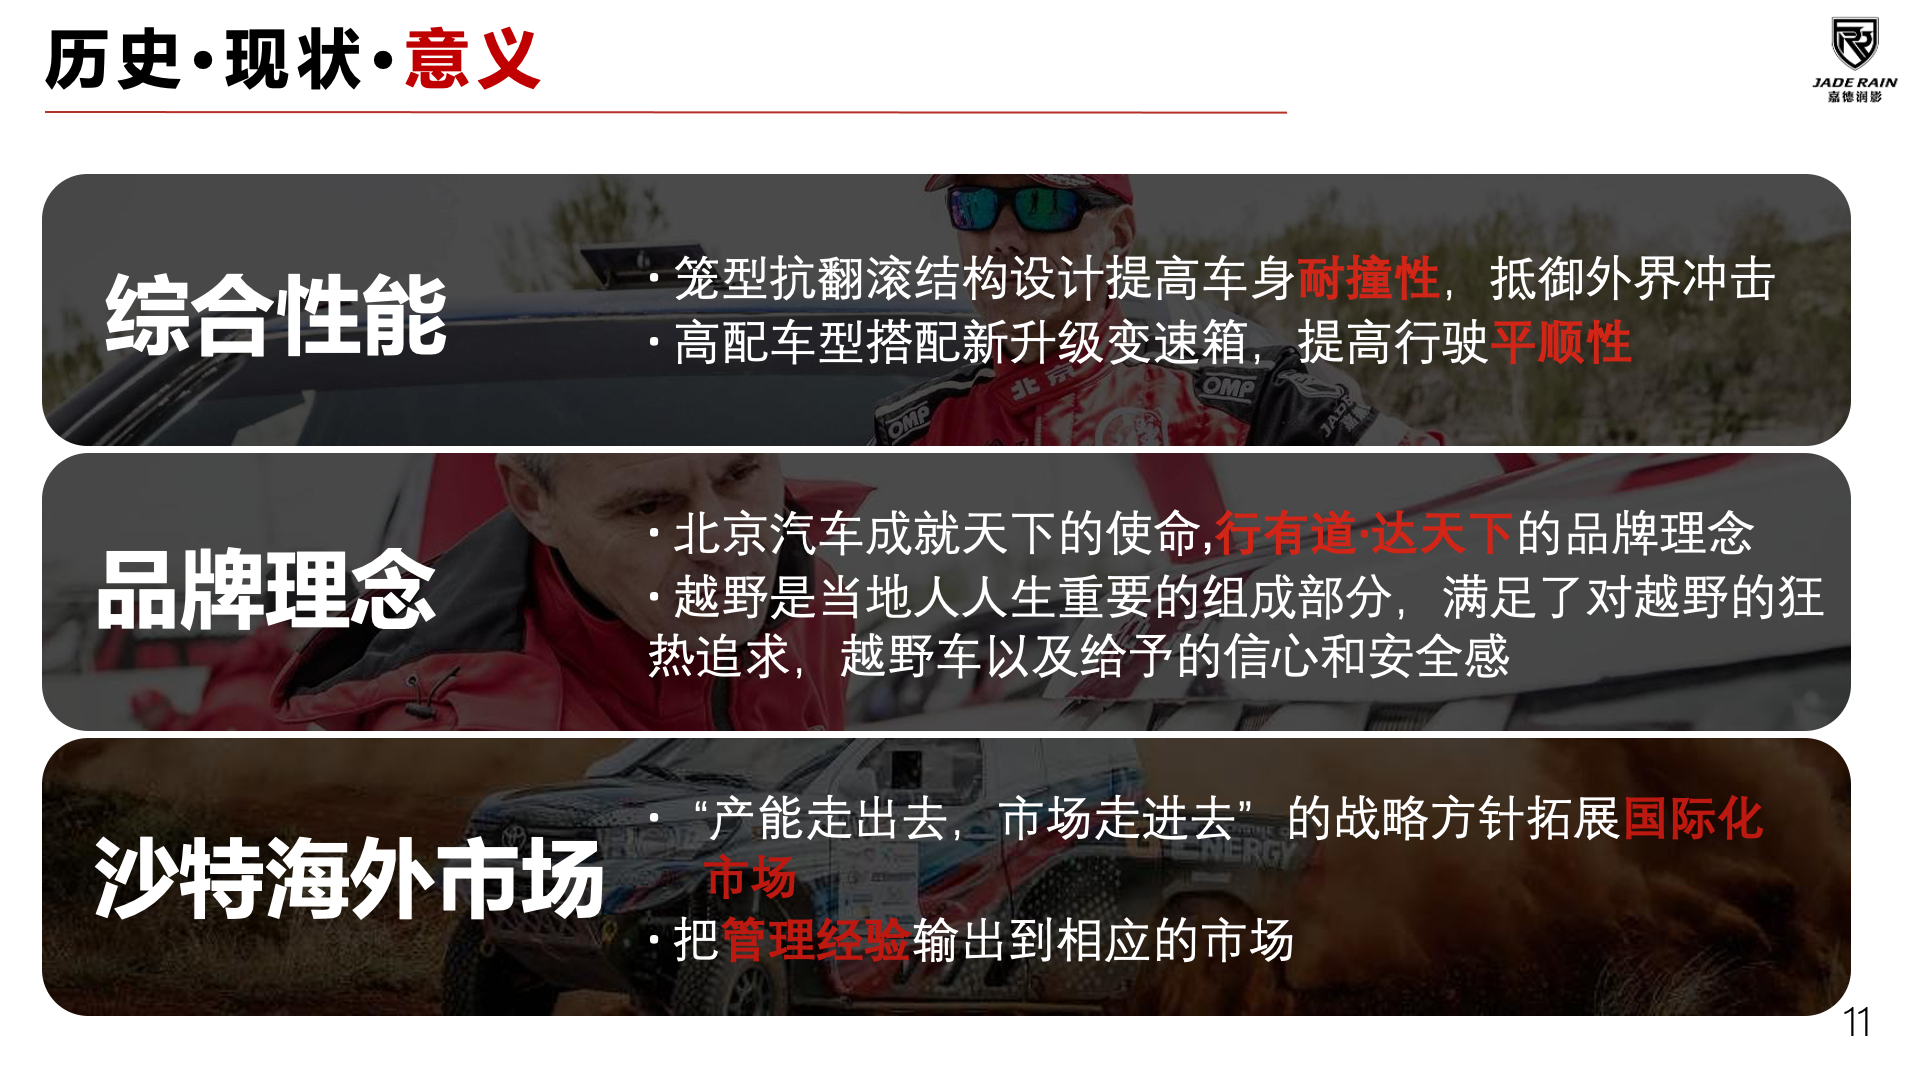 历史·现状·意义
JADE RAIN
嘉德润影
综合性能
· 笼型抗翻滚结构设计提高车身耐撞性，抵御外界冲击
· 高配车型搭配新升级变速箱，提高行驶平顺性
北京
OMP
OMP
JADE
品牌理念
· 北京汽车成就天下的使命,行有道·达天下的品牌理念
· 越野是当地人人生重要的组成部分，满足了对越野的狂
热追求，越野车以及给予的信心和安全感
沙特海外市场
· “产能走出去，市场走进去”的战略方针拓展国际化
市场
· 把管理经验输出到相应的市场
ENERGY
11